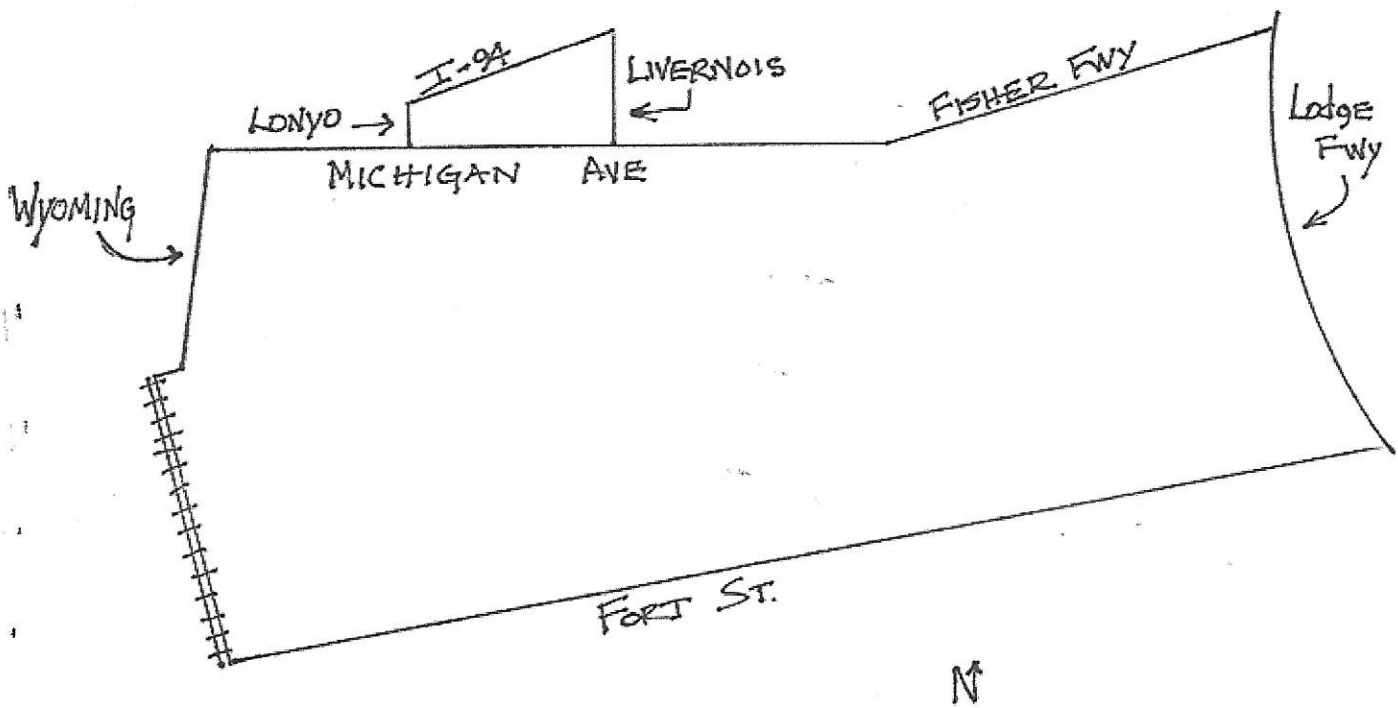 I-94
LIVERNOIS
LONYO
FISHER FWY
Lodge
FWY
MICHIGAN AVE
WYOMING
FORT ST.
N